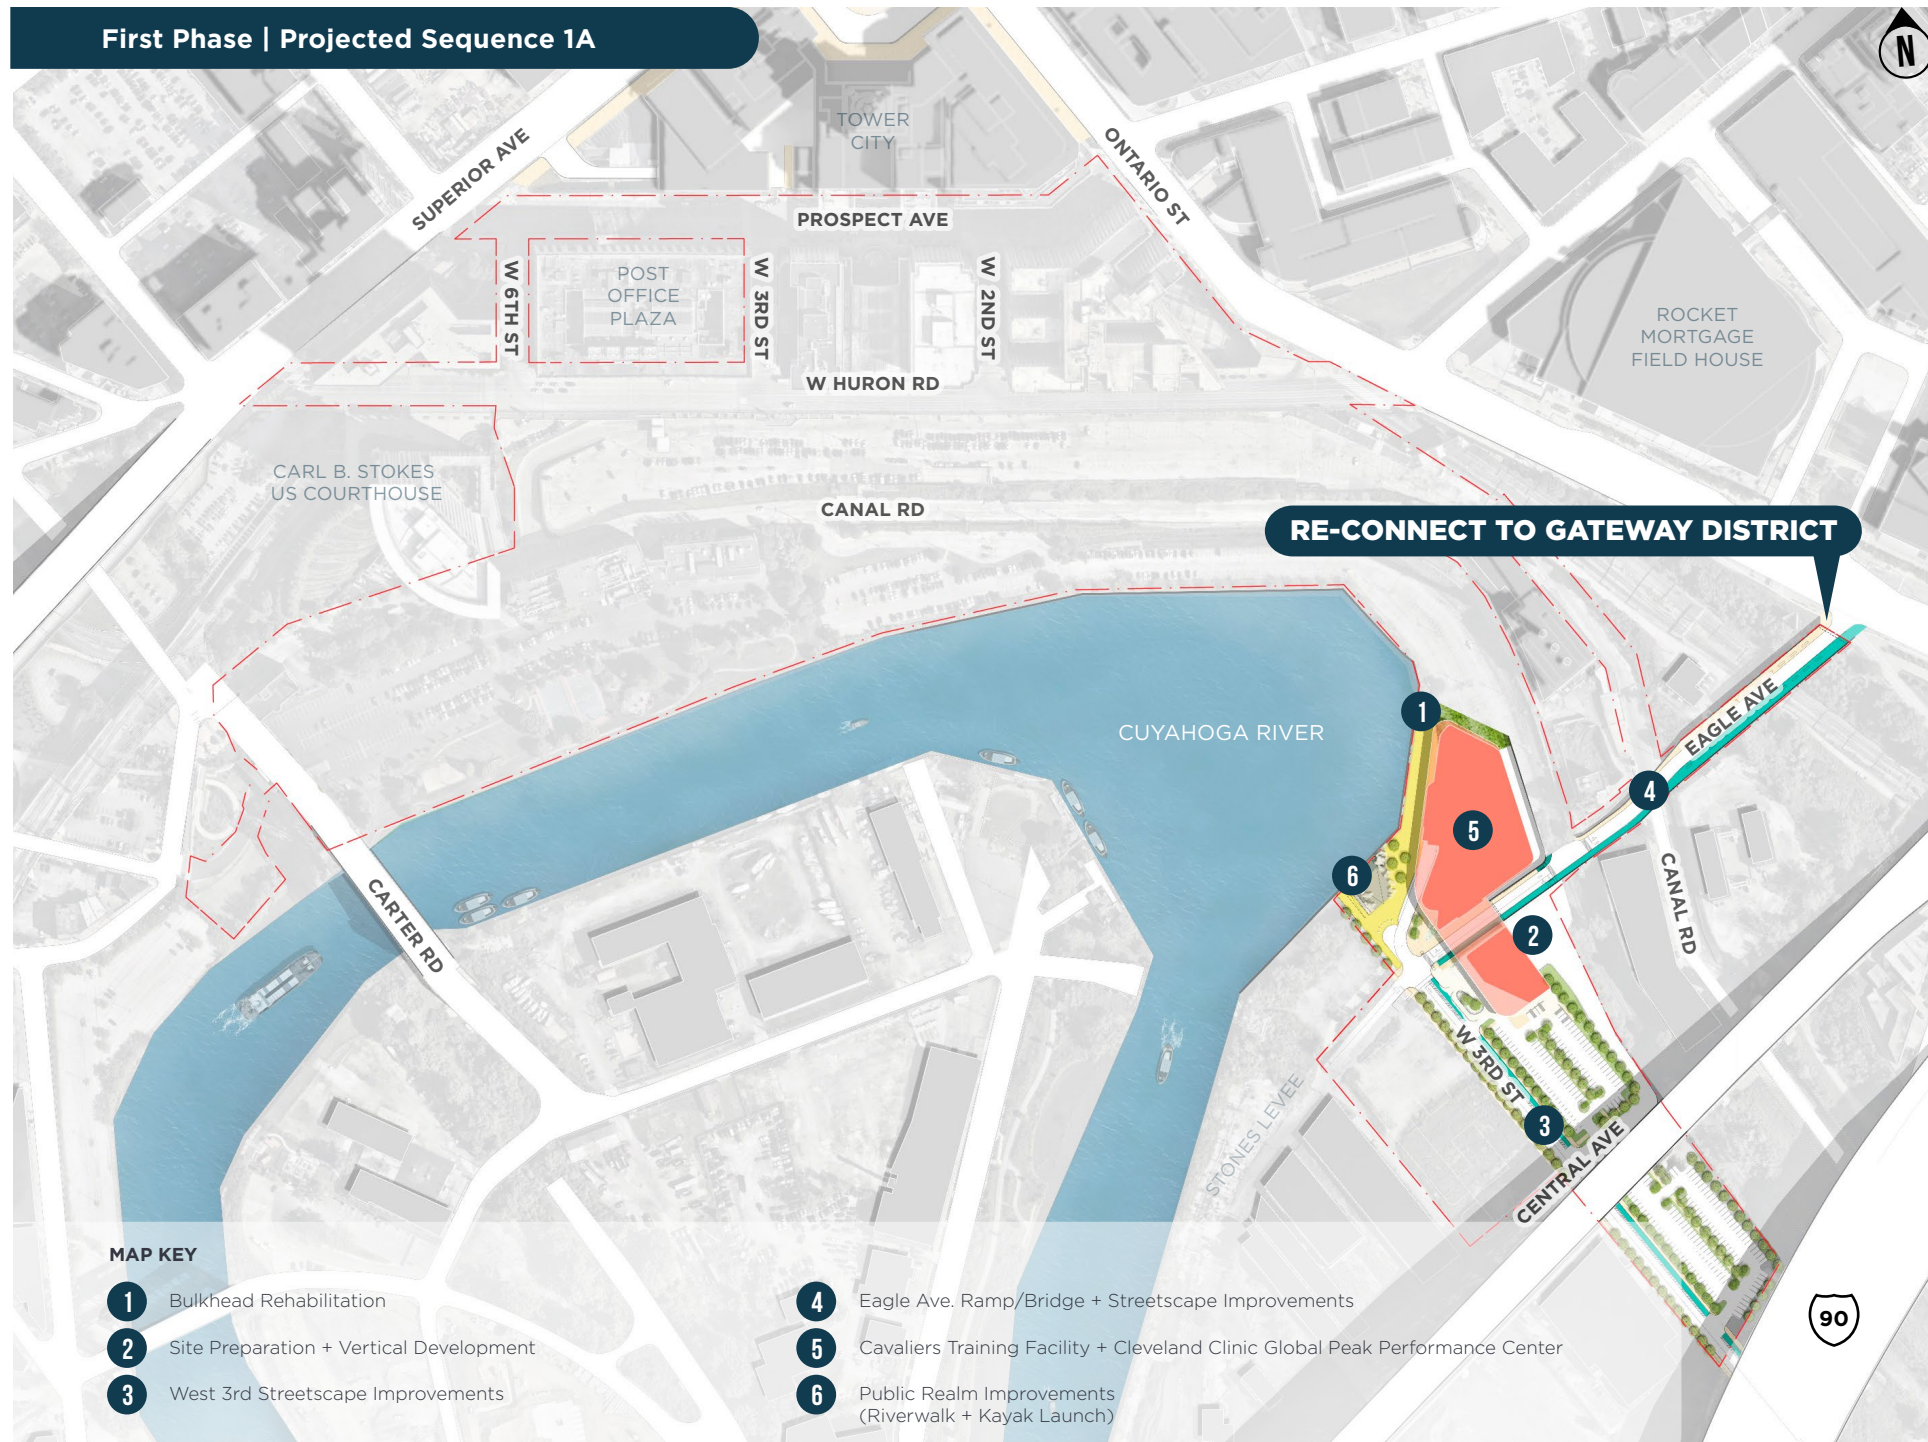 First Phase | Projected Sequence 1A
N
TOWER
CITY
SUPERIOR AVE
ONTARIO ST
PROSPECT AVE
POST
OFFICE
PLAZA
W 6TH ST
W 3RD ST
W 2ND ST
ROCKET
MORTGAGE
FIELD HOUSE
W HURON RD
CARL B. STOKES
US COURTHOUSE
CANAL RD
RE-CONNECT TO GATEWAY DISTRICT
CUYAHOGA RIVER
1
EAGLE AVE
4
5
6
CARTER RD
CANAL RD
2
W 3RD ST
STONES LEVEE
3
CENTRAL AVE
90
MAP KEY
1 Bulkhead Rehabilitation
2 Site Preparation + Vertical Development
3 West 3rd Streetscape Improvements
4 Eagle Ave. Ramp/Bridge + Streetscape Improvements
5 Cavaliers Training Facility + Cleveland Clinic Global Peak Performance Center
6 Public Realm Improvements
(Riverwalk + Kayak Launch)